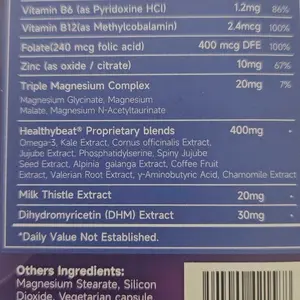 Vitamin B6 (as Pyridoxine HCl) 1.2mg 86%
Vitamin B12(as Methylcobalamin) 2.4mcg 100%
Folate(240 mcg folic acid) 400 mcg DFE 100%
Zinc (as oxide / citrate) 10mg 67%
Triple Magnesium Complex 20mg 7%
Magnesium Glycinate, Magnesium
Malate, Magnesium N-Acetyltaurinate
Healthybeat® Proprietary blends 400mg -
Omega-3, Kale Extract, Cornus officinalis Extract,
Jujube Extract, Phosphatidylserine, Spiny Jujube
Seed Extract, Alpinia galanga Extract, Coffee Fruit
Extract, Valerian Root Extract, γ-Aminobutyric Acid, Chamomile Extract
Milk Thistle Extract 20mg -
Dihydromyricetin (DHM) Extract 30mg -
*Daily Value Not Established.
Others Ingredients:
Magnesium Stearate, Silicon
Dioxide, Vegetarian capsule